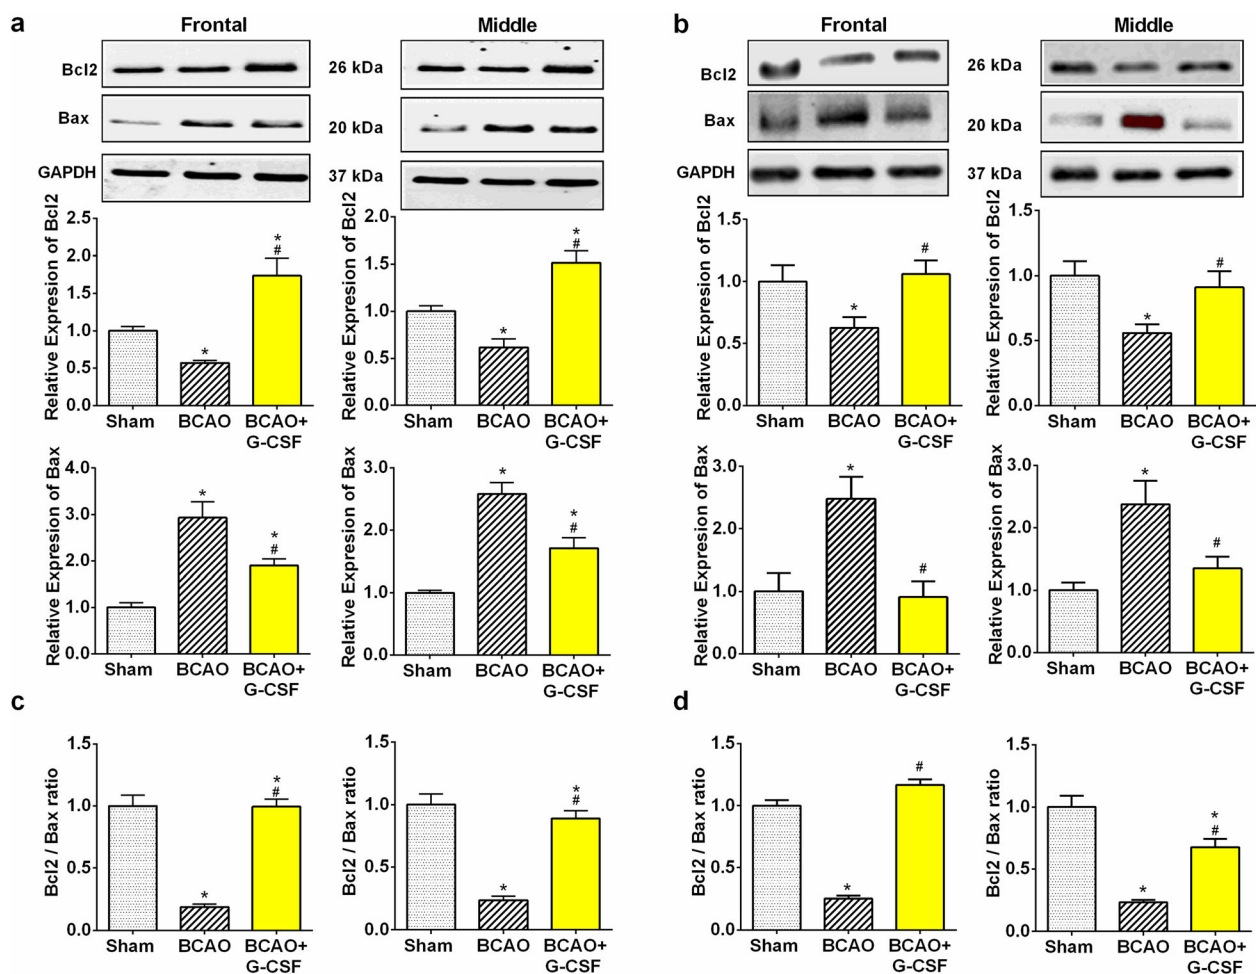 a
Frontal
Middle
b
Frontal
Middle
Bcl2
26 kDa
Bcl2
26 kDa
Bax
20 kDa
Bax
20 kDa
GAPDH
37 kDa
GAPDH
37 kDa
Relative Expresion of Bcl2
2.5
2.0
1.5
1.0
0.5
0.0
*
*
#
Sham
BCAO
BCAO+
G-CSF
Relative Expression of Bcl2
2.0
1.5
1.0
0.5
0.0
*
*
#
Sham
BCAO
BCAO+
G-CSF
Relative Expression of Bcl2
1.5
1.0
0.5
0.0
*
#
Sham
BCAO
BCAO+
G-CSF
Relative Expression of Bcl2
1.5
1.0
0.5
0.0
*
#
Sham
BCAO
BCAO+
G-CSF
Relative Expression of Bax
4.0
3.0
2.0
1.0
0.0
*
*
#
Sham
BCAO
BCAO+
G-CSF
Relative Expression of Bax
3.0
2.0
1.0
0.0
*
*
#
Sham
BCAO
BCAO+
G-CSF
Relative Expression of Bax
3.0
2.0
1.0
0.0
*
#
Sham
BCAO
BCAO+
G-CSF
Relative Expression of Bax
3.0
2.0
1.0
0.0
*
#
Sham
BCAO
BCAO+
G-CSF
c
Bcl2 / Bax ratio
1.5
1.0
0.5
0.0
*
*
#
Sham
BCAO
BCAO+
G-CSF
Bcl2 / Bax ratio
1.5
1.0
0.5
0.0
*
*
#
Sham
BCAO
BCAO+
G-CSF
d
Bcl2 / Bax ratio
1.5
1.0
0.5
0.0
*
#
Sham
BCAO
BCAO+
G-CSF
Bcl2 / Bax ratio
1.5
1.0
0.5
0.0
*
*
#
Sham
BCAO
BCAO+
G-CSF